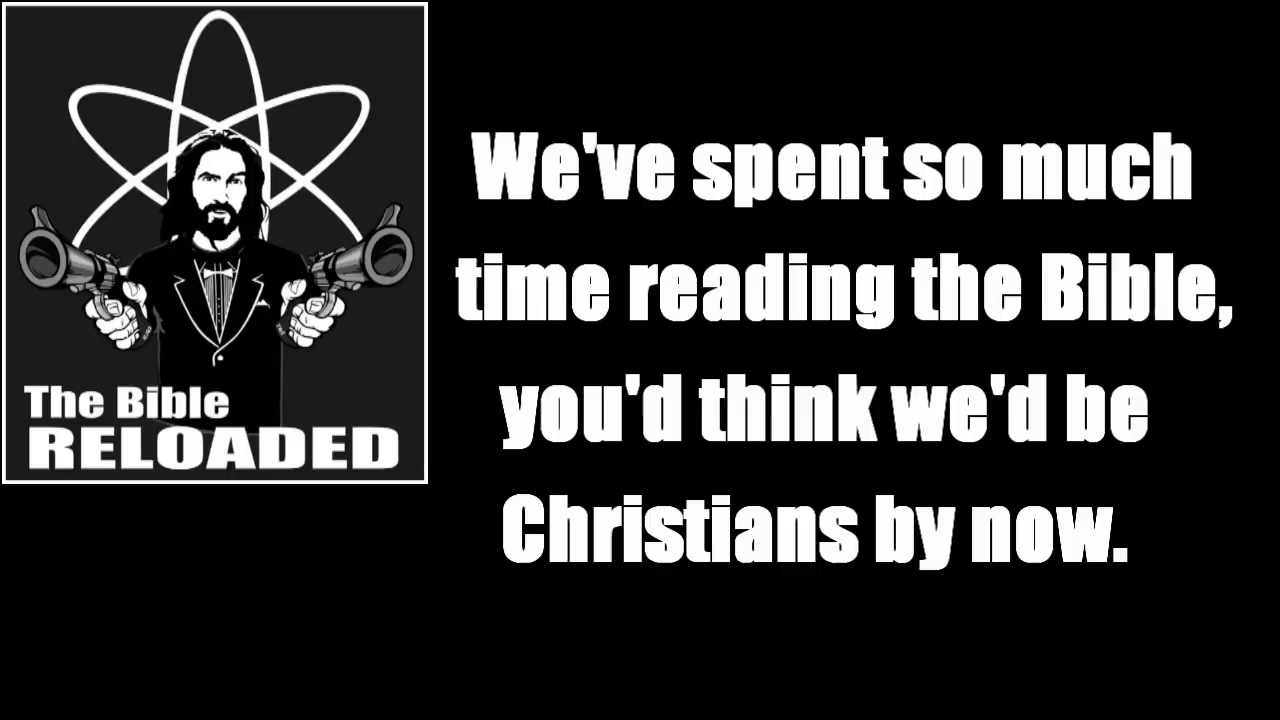 The Bible
RELOADED
We've spent so much
time reading the Bible,
you'd think we'd be
Christians by now.